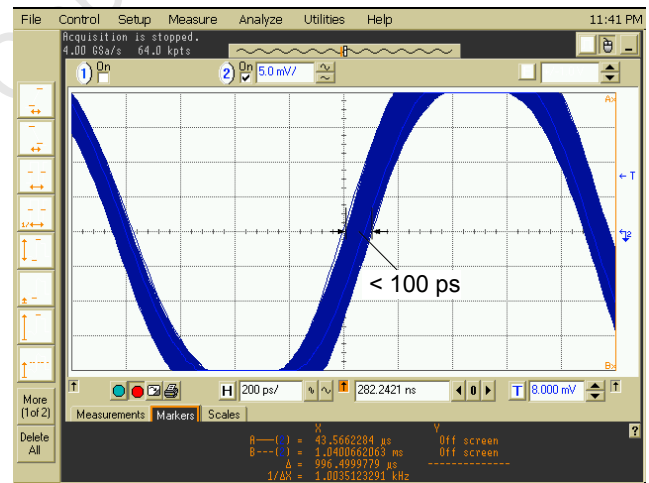 File Control Setup Measure Analyze Utilities Help 11:41 PM
Acquisition is stopped.
4.00 GSa/s 64.0 kpts
1 On
2 On 5.0 mV/
Ax
T
2
< 100 ps
Bx
1/
More
(1of 2)
Delete
All
H 200 ps/ 282.2421 ns 0 T 8.000 mV
Measurements Markers Scales
?
X Y
A—( ) = 43.5662284 µs Off screen
B---( ) = 1.0400662063 ms Off screen
Δ = 996.4999779 µs --------------
1/ΔX = 1.0035123291 kHz